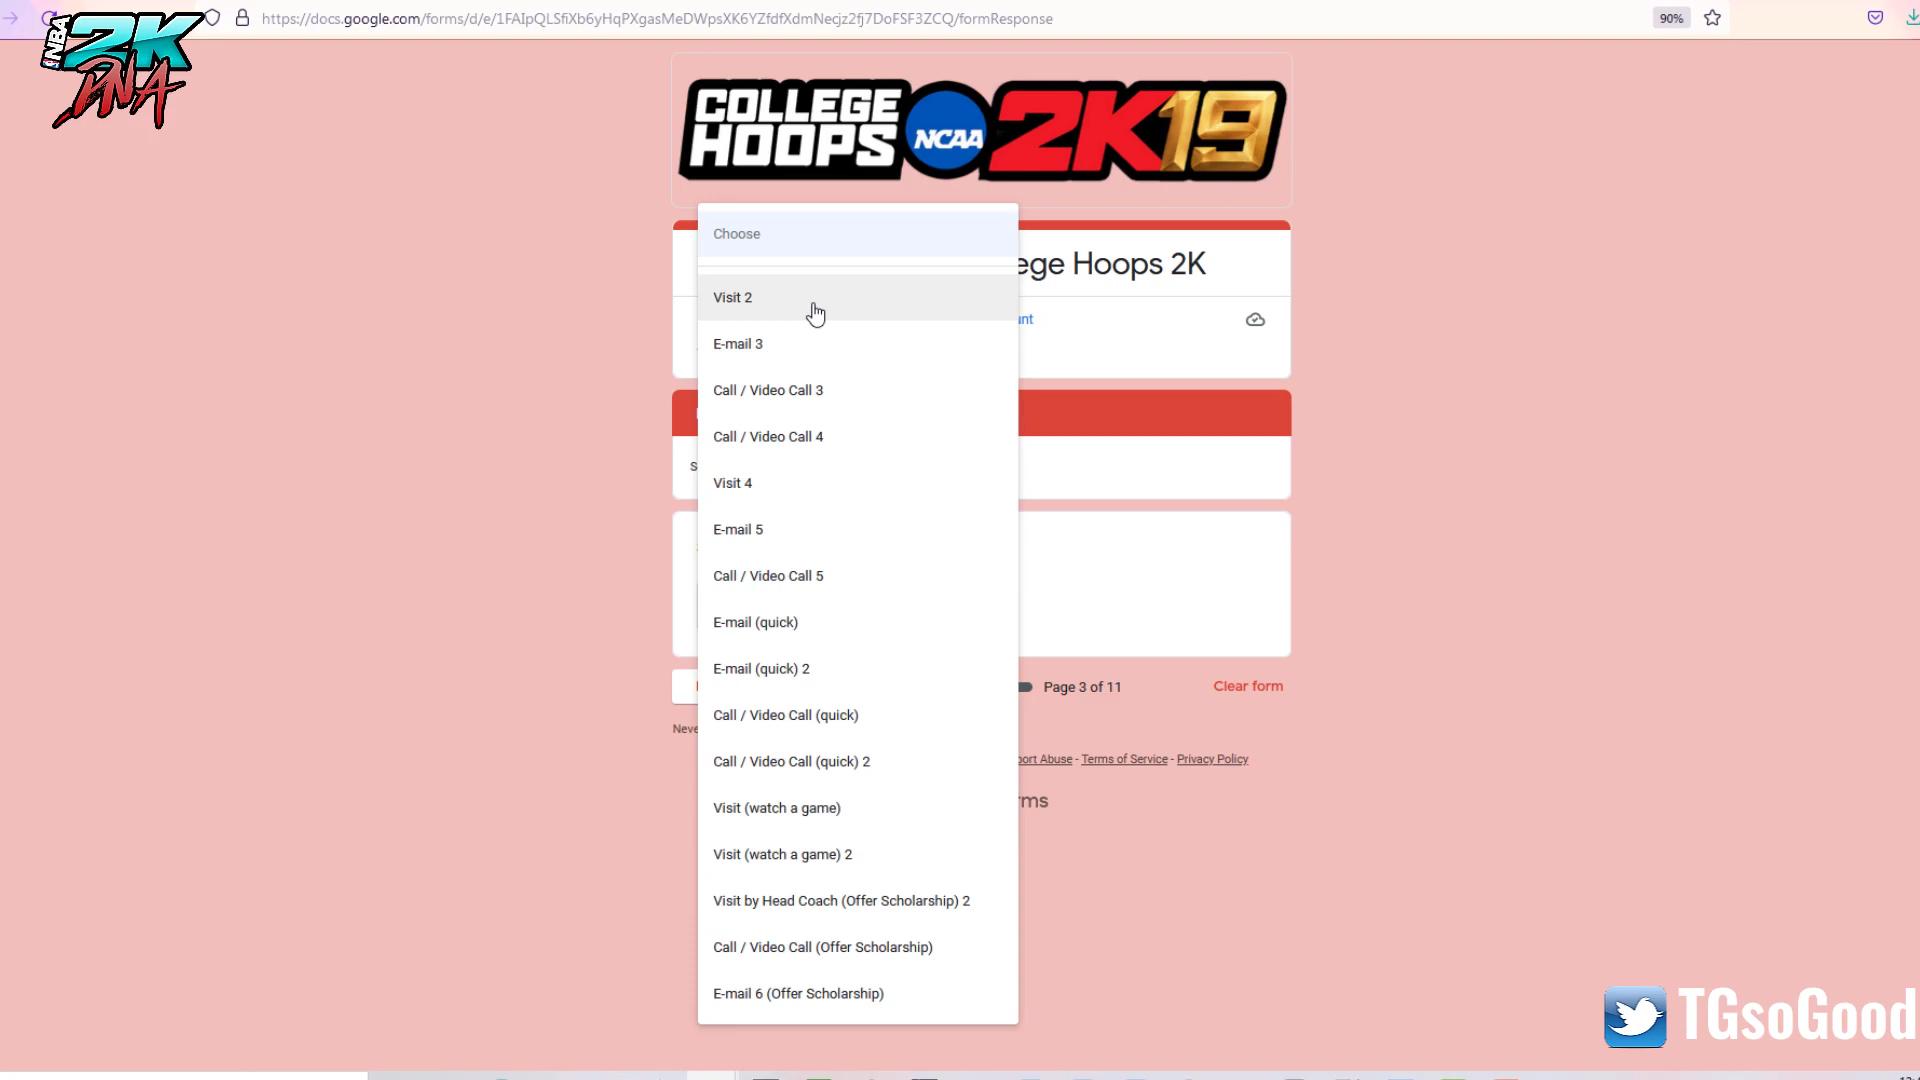 https://docs.google.com/forms/d/e/1FAIpQLSfiXb6yHqPXgasMeDWpsXK6YZfdfXdmNecjz2fj7DoFSF3ZCQ/formResponse
90%
NBA
2K
DNA
COLLEGE
HOOPS
NCAA
2K19
Choose
ege Hoops 2K
Visit 2
unt
E-mail 3
Call / Video Call 3
Call / Video Call 4
S
Visit 4
E-mail 5
Call / Video Call 5
E-mail (quick)
E-mail (quick) 2
Page 3 of 11
Clear form
Call / Video Call (quick)
Neve
Call / Video Call (quick) 2
port Abuse - Terms of Service - Privacy Policy
rms
Visit (watch a game)
Visit (watch a game) 2
Visit by Head Coach (Offer Scholarship) 2
Call / Video Call (Offer Scholarship)
E-mail 6 (Offer Scholarship)
TGsoGood